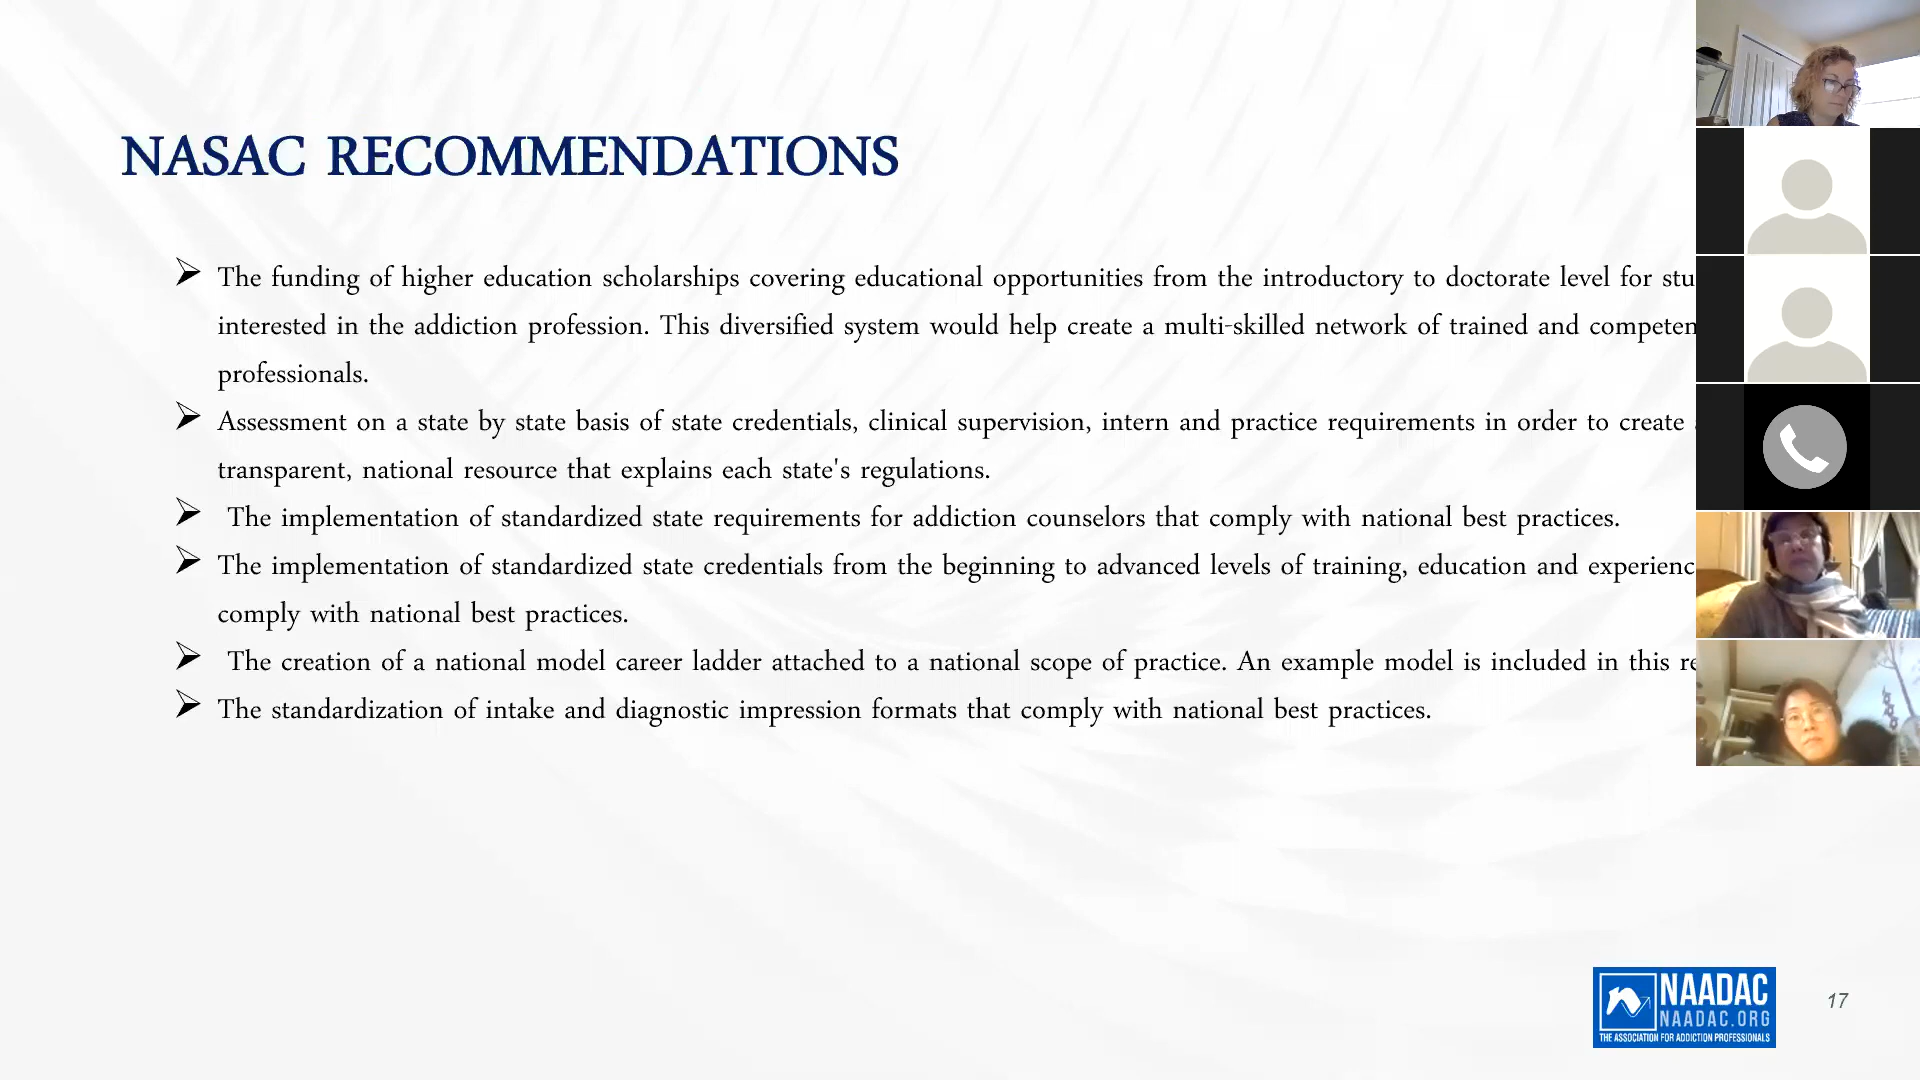 NASAC RECOMMENDATIONS
The funding of higher education scholarships covering educational opportunities from the introductory to doctorate level for
interested in the addiction profession. This diversified system would help create a multi-skilled network of trained and
professionals.
Assessment on a state by state basis of state credentials, clinical supervision, intern and practice requirements in order to create
transparent, national resource that explains each state's regulations.
The implementation of standardized state requirements for addiction counselors that comply with national best practices.
The implementation of standardized state credentials from the beginning to advanced levels of training, education and
comply with national best practices.
The creation of a national model career ladder attached to a national scope of practice. An example model is included in this
The standardization of intake and diagnostic impression formats that comply with national best practices.
NAADAC
NAADAC.ORG
THE ASSOCIATION FOR ADDICTION PROFESSIONALS
17